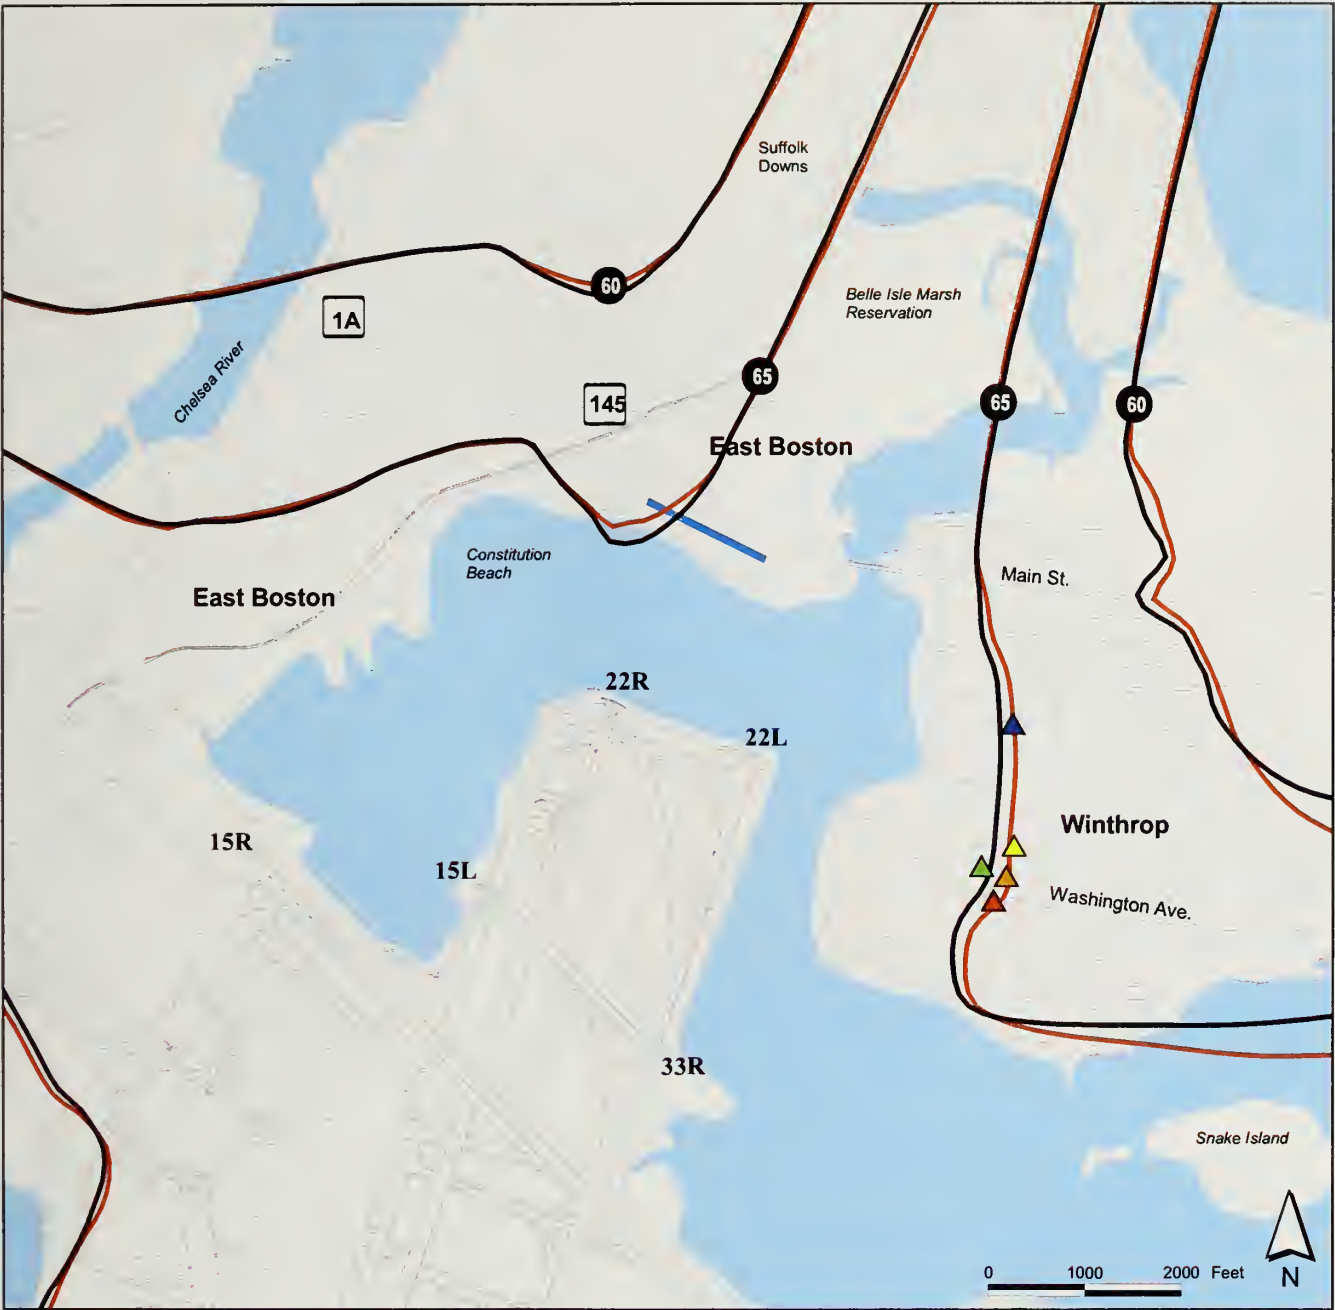 Suffolk
Downs
60
Belle Isle Marsh
Reservation
1A
Chelsea River
65
145
65
60
East Boston
Constitution
Beach
Main St.
East Boston
22R
22L
Winthrop
15R
15L
Washington Ave.
33R
Snake Island
0 1000 2000 Feet
N